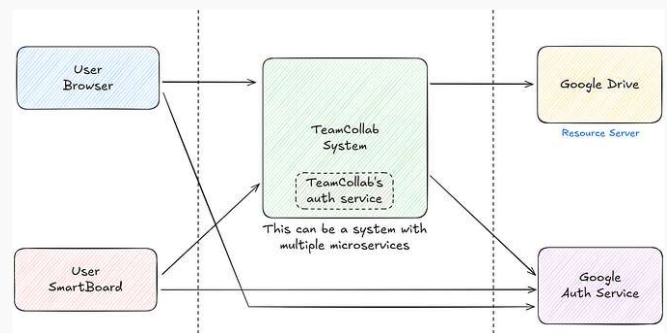 User
Browser
TeamCollab
System
TeamCollab's
auth service
This can be a system with
multiple microservices
Google Drive
Resource Server
User
SmartBoard
Google
Auth Service